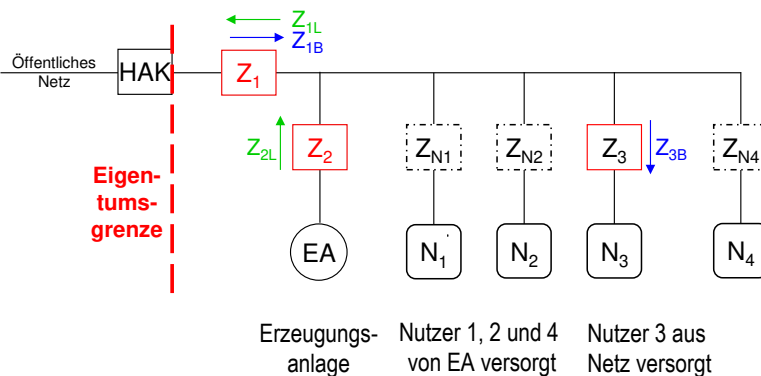 Z1L
Z1B
Öffentliches
Netz
HAK
Z1
Z2L
Z2
ZN1
ZN2
Z3
Z3B
ZN4
Eigen-
tums-
grenze
EA
N1
N2
N3
N4
Erzeugungs-
anlage
Nutzer 1, 2 und 4
von EA versorgt
Nutzer 3 aus
Netz versorgt